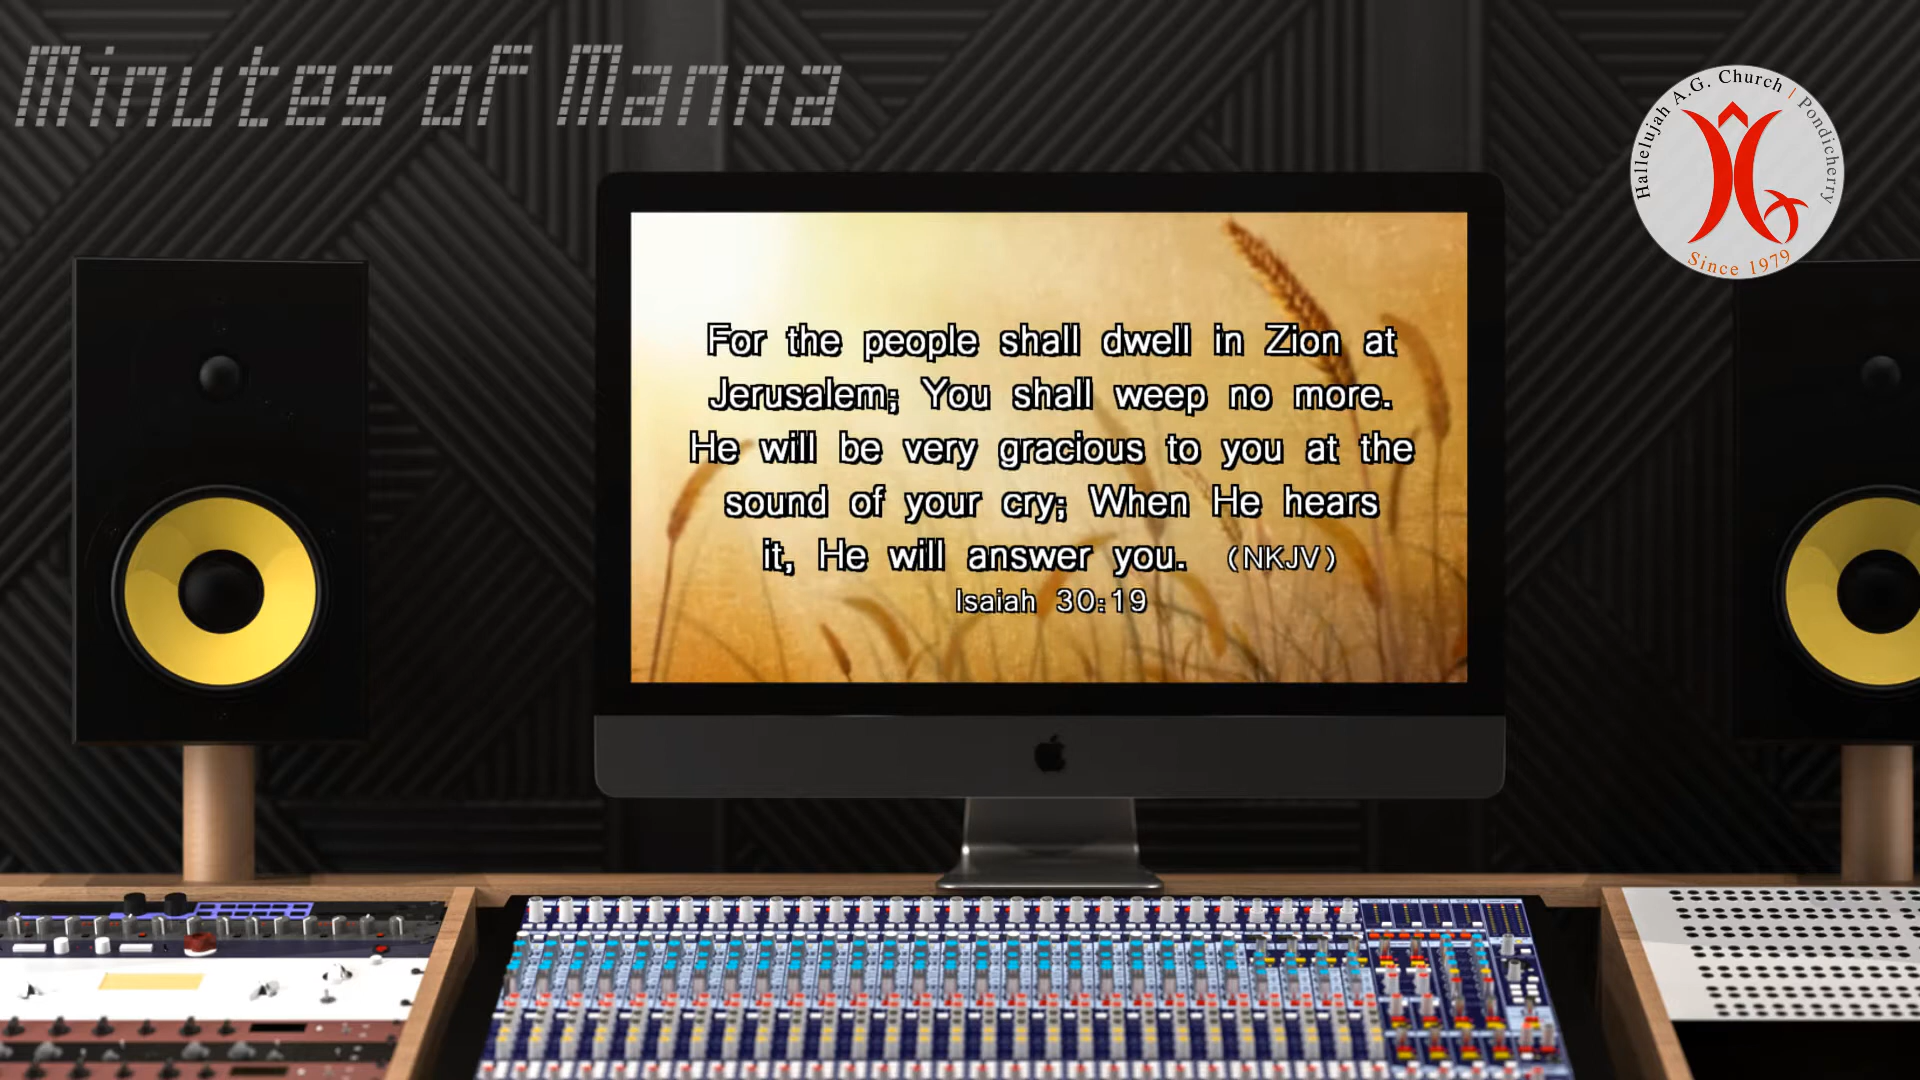 Minutes of Manna
Hallelujah A.G. Church | Pondicherry
Since 1979
For the people shall dwell in Zion at
Jerusalem; You shall weep no more.
He will be very gracious to you at the
sound of your cry; When He hears
it, He will answer you. (NKJV)
Isaiah 30:19